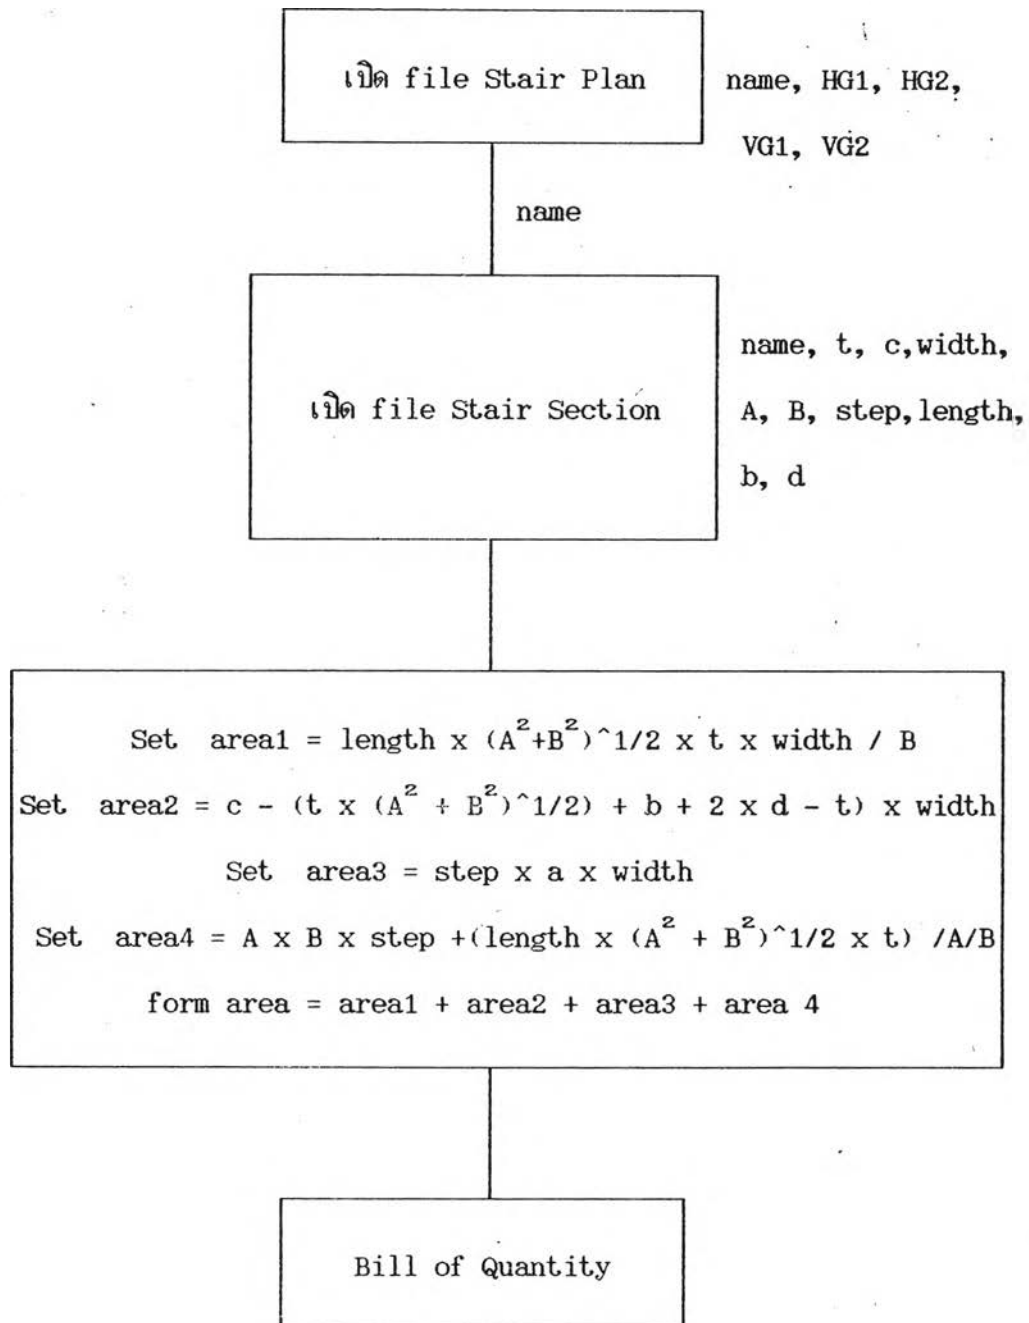 เปิด file Stair Plan
name, HG1, HG2,
VG1, VG2
name
เปิด file Stair Section
name, t, c,width,
A, B, step,length,
b, d
Set area1 = length x (A²+B²)^1/2 x t x width / B
Set area2 = c - (t x (A² + B²)^1/2) + b + 2 x d - t) x width
Set area3 = step x a x width
Set area4 = A x B x step +(length x (A² + B²)^1/2 x t) /A/B
form area = area1 + area2 + area3 + area 4
Bill of Quantity